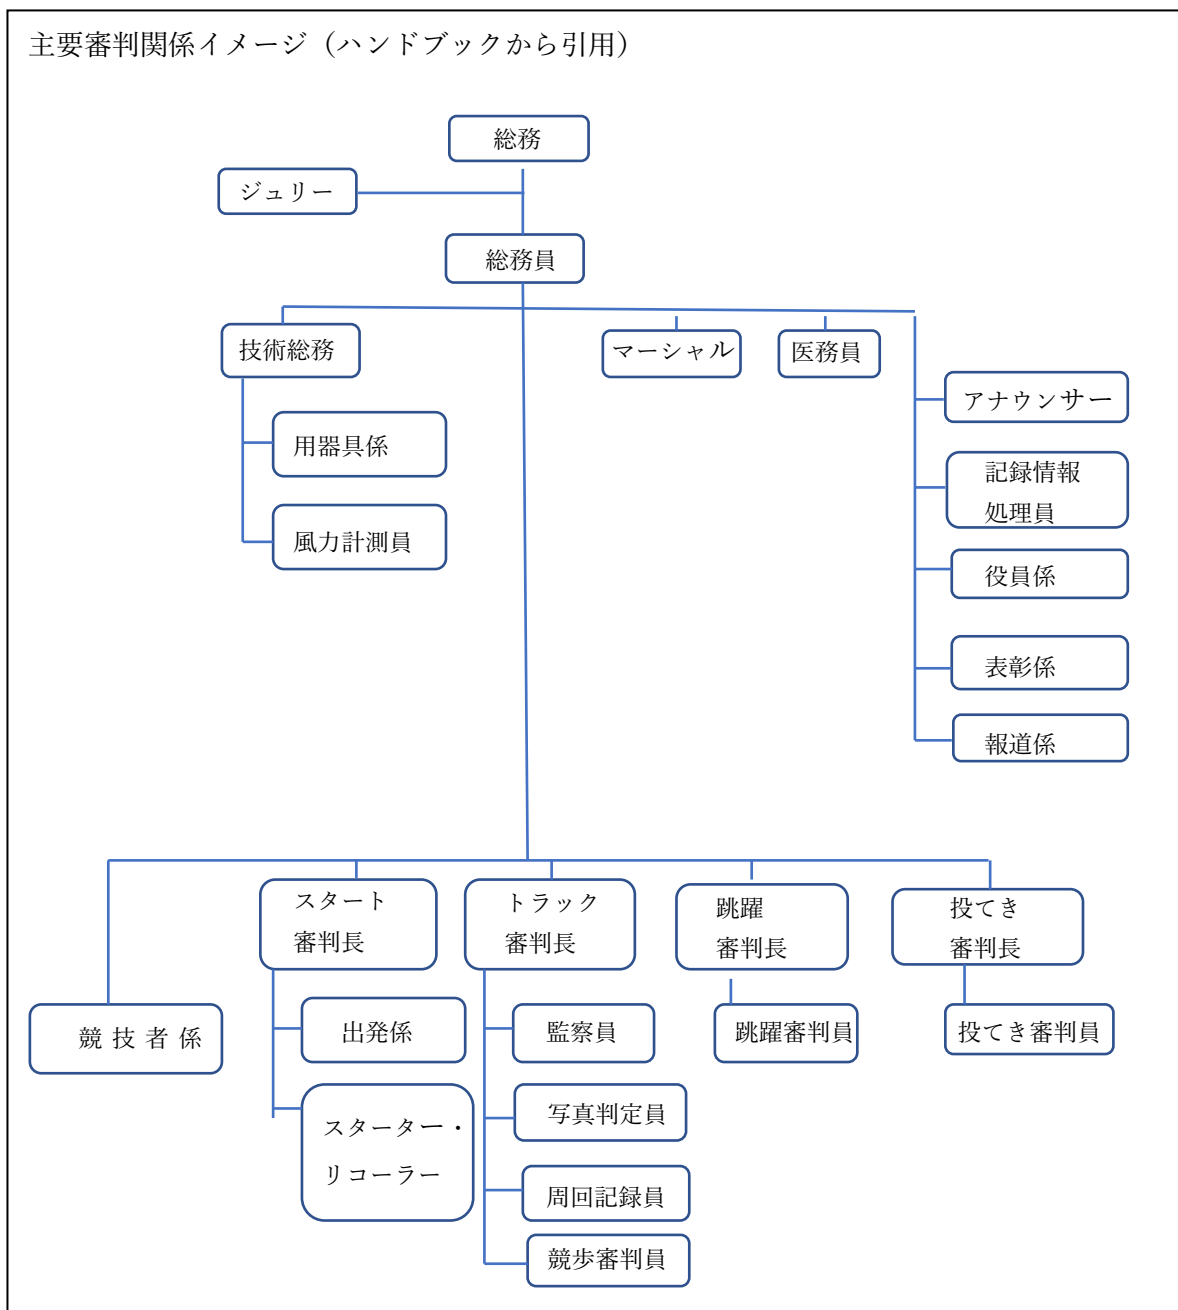 主要審判関係イメージ（ハンドブックから引用）
総務
ジュリー
総務員
技術総務
マーシャル
医務員
アナウンサー
用器具係
記録情報
処理員
風力計測員
役員係
表彰係
報道係
スタート
審判長
トラック
審判長
跳躍
審判長
投てき
審判長
競技者係
出発係
監察員
跳躍審判員
投てき審判員
スターター・
リコーラー
写真判定員
周回記録員
競歩審判員